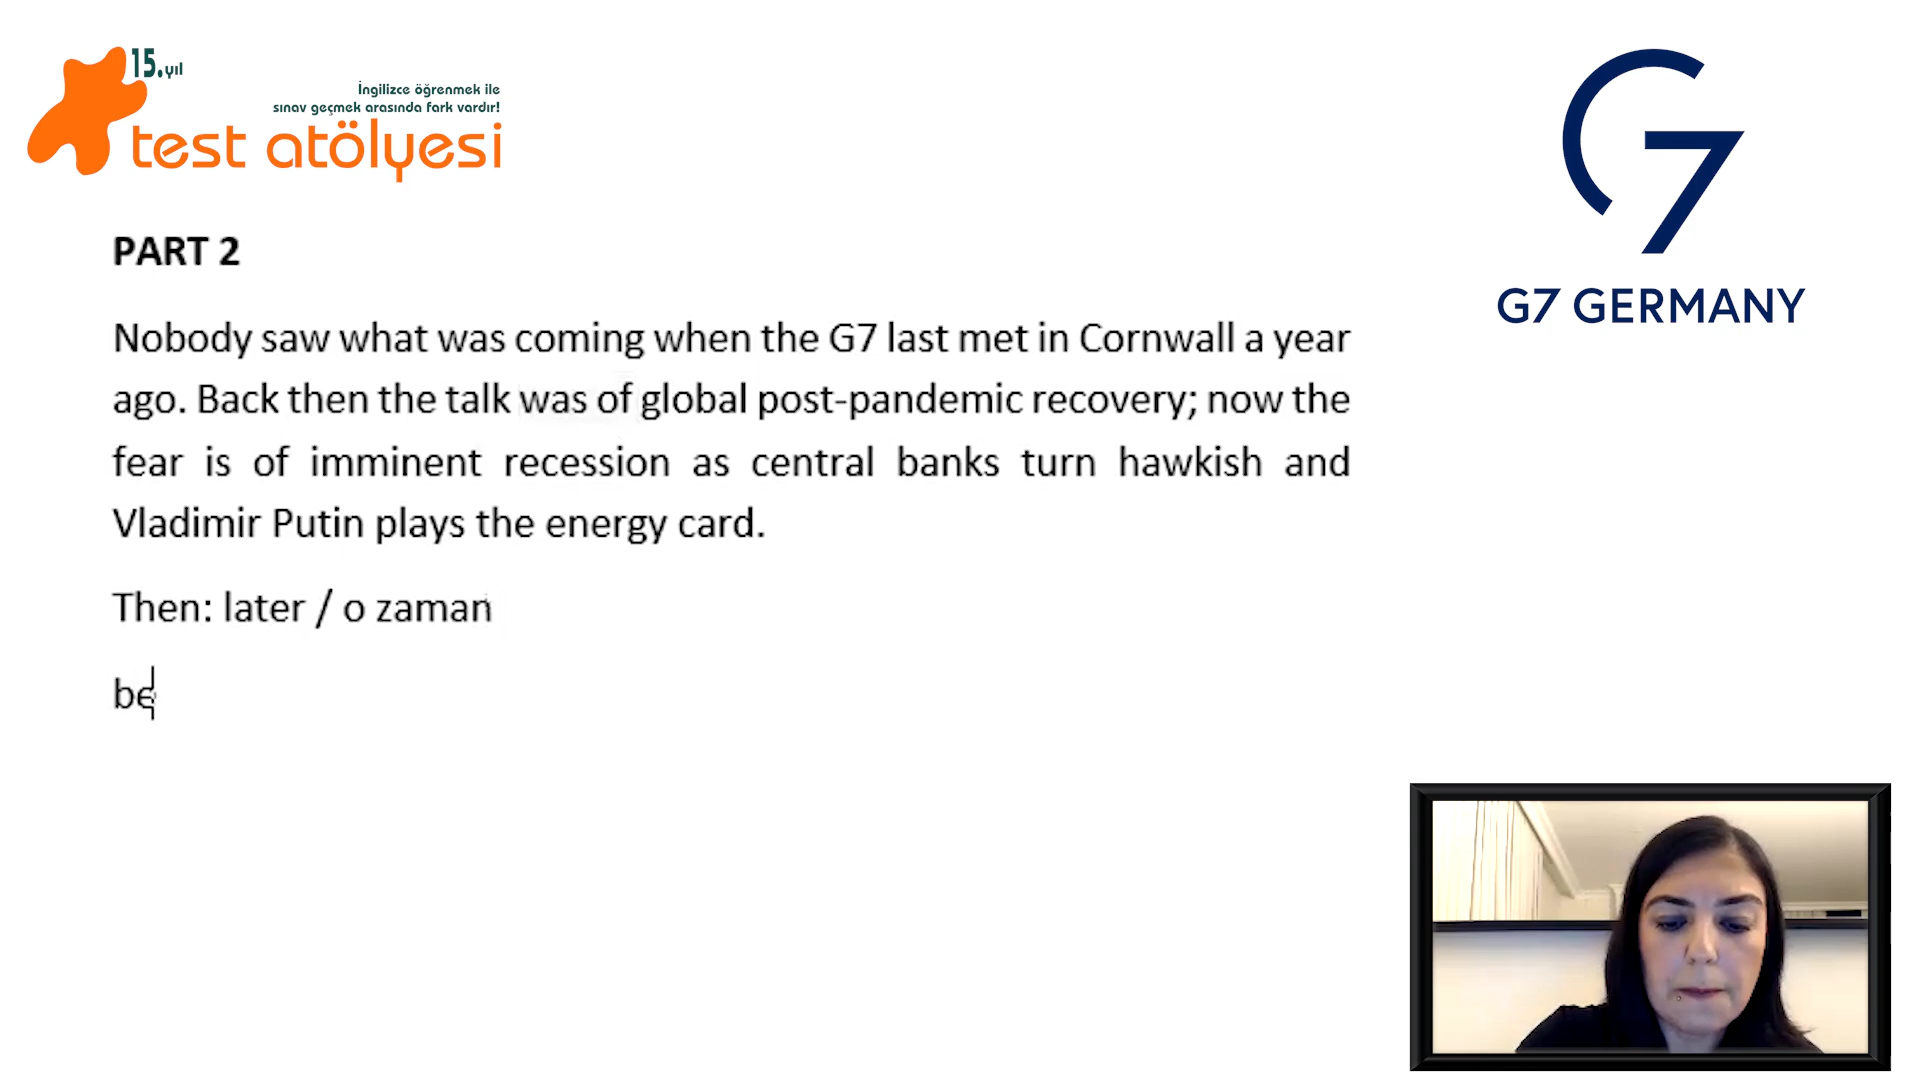 15.yıl
İngilizce öğrenmek ile
sınav geçmek arasında fark vardır!
test atölyesi
G7
G7 GERMANY
PART 2
Nobody saw what was coming when the G7 last met in Cornwall a year
ago. Back then the talk was of global post-pandemic recovery; now the
fear is of imminent recession as central banks turn hawkish and
Vladimir Putin plays the energy card.
Then: later / o zaman
be